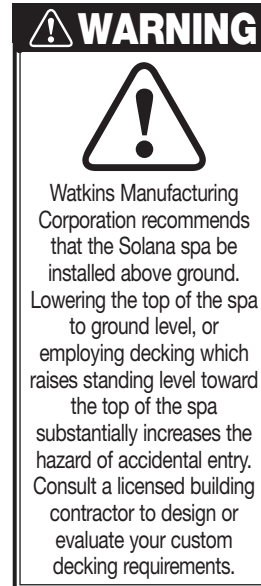 WARNING
Watkins Manufacturing
Corporation recommends
that the Solana spa be
installed above ground.
Lowering the top of the spa
to ground level, or
employing decking which
raises standing level toward
the top of the spa
substantially increases the
hazard of accidental entry.
Consult a licensed building
contractor to design or
evaluate your custom
decking requirements.